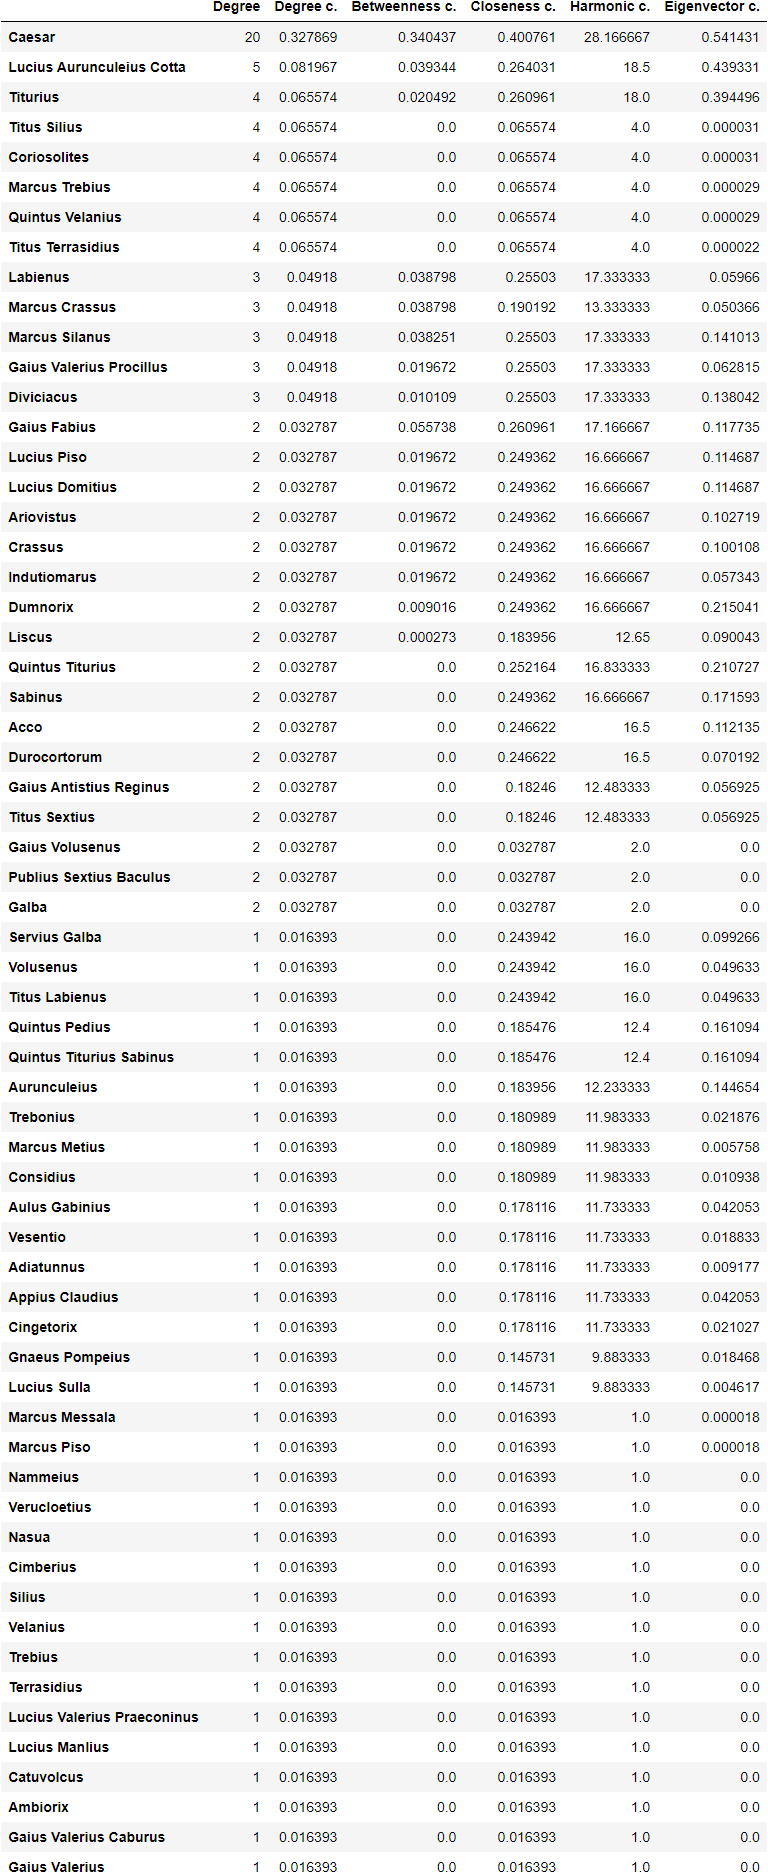 Degree Degree c. Betweenness c. Closeness c. Harmonic c. Eigenvector c.
Caesar 20 0.327869 0.340437 0.400761 28.166667 0.541431
Lucius Aurunculeius Cotta 5 0.081967 0.039344 0.264031 18.5 0.439331
Titurius 4 0.065574 0.020492 0.260961 18.0 0.394496
Titus Silius 4 0.065574 0.0 0.065574 4.0 0.000031
Coriosolites 4 0.065574 0.0 0.065574 4.0 0.000031
Marcus Trebius 4 0.065574 0.0 0.065574 4.0 0.000029
Quintus Velanius 4 0.065574 0.0 0.065574 4.0 0.000029
Titus Terrasidius 4 0.065574 0.0 0.065574 4.0 0.000022
Labienus 3 0.04918 0.038798 0.25503 17.333333 0.05966
Marcus Crassus 3 0.04918 0.038798 0.190192 13.333333 0.050366
Marcus Silanus 3 0.04918 0.038251 0.25503 17.333333 0.141013
Gaius Valerius Procillus 3 0.04918 0.019672 0.25503 17.333333 0.062815
Diviciacus 3 0.04918 0.010109 0.25503 17.333333 0.138042
Gaius Fabius 2 0.032787 0.055738 0.260961 17.166667 0.117735
Lucius Piso 2 0.032787 0.019672 0.249362 16.666667 0.114687
Lucius Domitius 2 0.032787 0.019672 0.249362 16.666667 0.114687
Ariovistus 2 0.032787 0.019672 0.249362 16.666667 0.102719
Crassus 2 0.032787 0.019672 0.249362 16.666667 0.100108
Indutiomarus 2 0.032787 0.019672 0.249362 16.666667 0.057343
Dumnorix 2 0.032787 0.009016 0.249362 16.666667 0.215041
Liscus 2 0.032787 0.000273 0.183956 12.65 0.090043
Quintus Titurius 2 0.032787 0.0 0.252164 16.833333 0.210727
Sabinus 2 0.032787 0.0 0.249362 16.666667 0.171593
Acco 2 0.032787 0.0 0.246622 16.5 0.112135
Durocortorum 2 0.032787 0.0 0.246622 16.5 0.070192
Gaius Antistius Reginus 2 0.032787 0.0 0.18246 12.483333 0.056925
Titus Sextius 2 0.032787 0.0 0.18246 12.483333 0.056925
Gaius Volusenus 2 0.032787 0.0 0.032787 2.0 0.0
Publius Sextius Baculus 2 0.032787 0.0 0.032787 2.0 0.0
Galba 2 0.032787 0.0 0.032787 2.0 0.0
Servius Galba 1 0.016393 0.0 0.243942 16.0 0.099266
Volusenus 1 0.016393 0.0 0.243942 16.0 0.049633
Titus Labienus 1 0.016393 0.0 0.243942 16.0 0.049633
Quintus Pedius 1 0.016393 0.0 0.185476 12.4 0.161094
Quintus Titurius Sabinus 1 0.016393 0.0 0.185476 12.4 0.161094
Aurunculeius 1 0.016393 0.0 0.183956 12.233333 0.144654
Trebonius 1 0.016393 0.0 0.180989 11.983333 0.021876
Marcus Metius 1 0.016393 0.0 0.180989 11.983333 0.005758
Considius 1 0.016393 0.0 0.180989 11.983333 0.010938
Aulus Gabinius 1 0.016393 0.0 0.178116 11.733333 0.042053
Vesentio 1 0.016393 0.0 0.178116 11.733333 0.018833
Adiatunnus 1 0.016393 0.0 0.178116 11.733333 0.009177
Appius Claudius 1 0.016393 0.0 0.178116 11.733333 0.042053
Cingetorix 1 0.016393 0.0 0.178116 11.733333 0.021027
Gnaeus Pompeius 1 0.016393 0.0 0.145731 9.883333 0.018468
Lucius Sulla 1 0.016393 0.0 0.145731 9.883333 0.004617
Marcus Messala 1 0.016393 0.0 0.016393 1.0 0.000018
Marcus Piso 1 0.016393 0.0 0.016393 1.0 0.000018
Nammeius 1 0.016393 0.0 0.016393 1.0 0.0
Verucloetius 1 0.016393 0.0 0.016393 1.0 0.0
Nasua 1 0.016393 0.0 0.016393 1.0 0.0
Cimberius 1 0.016393 0.0 0.016393 1.0 0.0
Silius 1 0.016393 0.0 0.016393 1.0 0.0
Velanius 1 0.016393 0.0 0.016393 1.0 0.0
Trebius 1 0.016393 0.0 0.016393 1.0 0.0
Terrasidius 1 0.016393 0.0 0.016393 1.0 0.0
Lucius Valerius Praeconinus 1 0.016393 0.0 0.016393 1.0 0.0
Lucius Manlius 1 0.016393 0.0 0.016393 1.0 0.0
Catuvolcus 1 0.016393 0.0 0.016393 1.0 0.0
Ambiorix 1 0.016393 0.0 0.016393 1.0 0.0
Gaius Valerius Caburus 1 0.016393 0.0 0.016393 1.0 0.0
Gaius Valerius 1 0.016393 0.0 0.016393 1.0 0.0